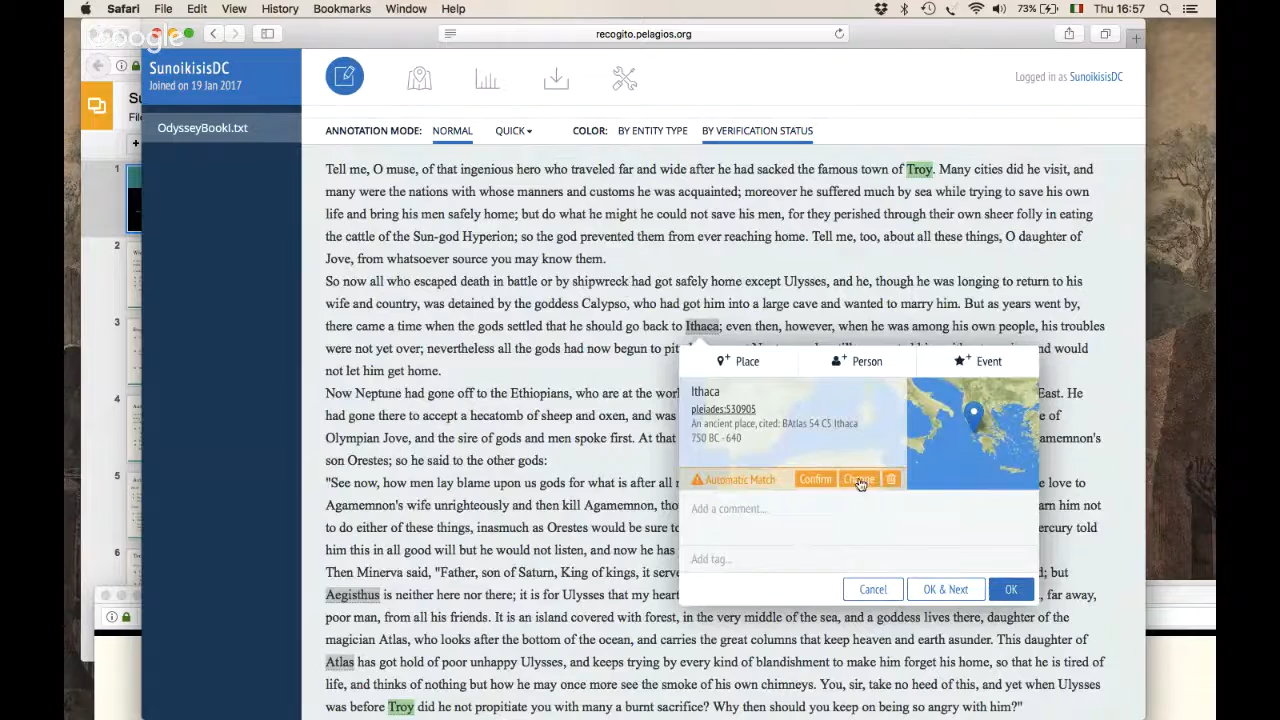 Safari File Edit View History Bookmarks Window Help 73% Thu 16:57
Google
recogito.pelagios.org
SunoikisisDC
Joined on 19 Jan 2017
Logged in as SunoikisisDC
OdysseyBookI.txt
ANNOTATION MODE: NORMAL QUICK COLOR: BY ENTITY TYPE BY VERIFICATION STATUS
Su
File
1
2
3
4
5
6
Tell me, O muse, of that ingenious hero who traveled far and wide after he had sacked the famous town of Troy. Many cities did he visit, and
many were the nations with whose manners and customs he was acquainted; moreover he suffered much by sea while trying to save his own
life and bring his men safely home; but do what he might he could not save his men, for they perished through their own sheer folly in eating
the cattle of the Sun-god Hyperion; so the god prevented them from ever reaching home. Tell me, too, about all these things, O daughter of
Jove, from whatsoever source you may know them.
So now all who escaped death in battle or by shipwreck had got safely home except Ulysses, and he, though he was longing to return to his
wife and country, was detained by the goddess Calypso, who had got him into a large cave and wanted to marry him. But as years went by,
there came a time when the gods settled that he should go back to Ithaca; even then, however, when he was among his own people, his troubles
were not yet over; nevertheless all the gods had now begun to pit and would
not let him get home.
Now Neptune had gone off to the Ethiopians, who are at the wor East. He
had gone there to accept a hecatomb of sheep and oxen, and was e of
Olympian Jove, and the sire of gods and men spoke first. At that amemnon's
son Orestes; so he said to the other gods:
"See now, how men lay blame upon us gods for what is after all e love to
Agamemnon's wife unrighteously and then kill Agamemnon, tho arn him not
to do either of these things, inasmuch as Orestes would be sure to ercury told
him this in all good will but he would not listen, and now he has
Then Minerva said, "Father, son of Saturn, King of kings, it serve d: but
Aegisthus is neither here nor there; it is for Ulysses that my heart , far away,
poor man, from all his friends. It is an island covered with forest, in the very middle of the sea, and a goddess lives there, daughter of the
magician Atlas, who looks after the bottom of the ocean, and carries the great columns that keep heaven and earth asunder. This daughter of
Atlas has got hold of poor unhappy Ulysses, and keeps trying by every kind of blandishment to make him forget his home, so that he is tired of
life, and thinks of nothing but how he may once more see the smoke of his own chimneys. You, sir, take no heed of this, and yet when Ulysses
was before Troy did he not propitiate you with many a burnt sacrifice? Why then should you keep on being so angry with him?"
Place Person Event
Ithaca
pleiades:530905
An ancient place, cited: BAtlas 54 C5 Ithaca
750 BC - 640
Automatic Match Confirm Change
Add a comment...
Add tag...
Cancel OK & Next OK